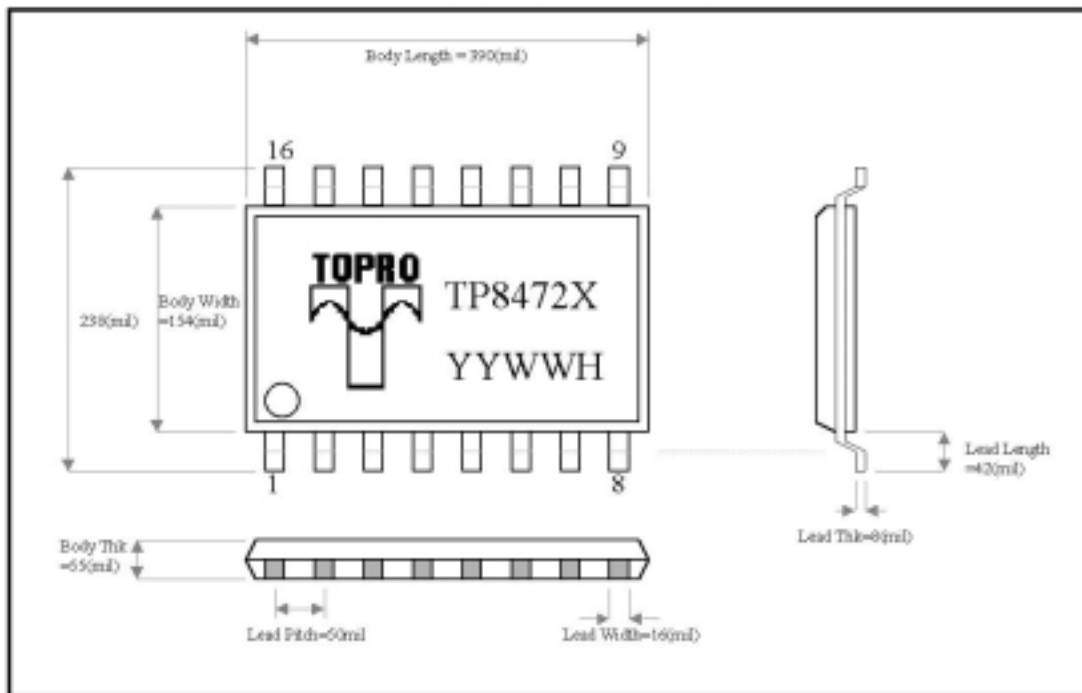 Body Length = 390(mil)
16
9
TOPRO
TP8472X
YYWWH
Body Width
=154(mil)
238(mil)
1
8
Lead Length
=42(mil)
Lead Thk=8(mil)
Body Thk
=55(mil)
Lead Pitch=50mil
Lead Width=16(mil)